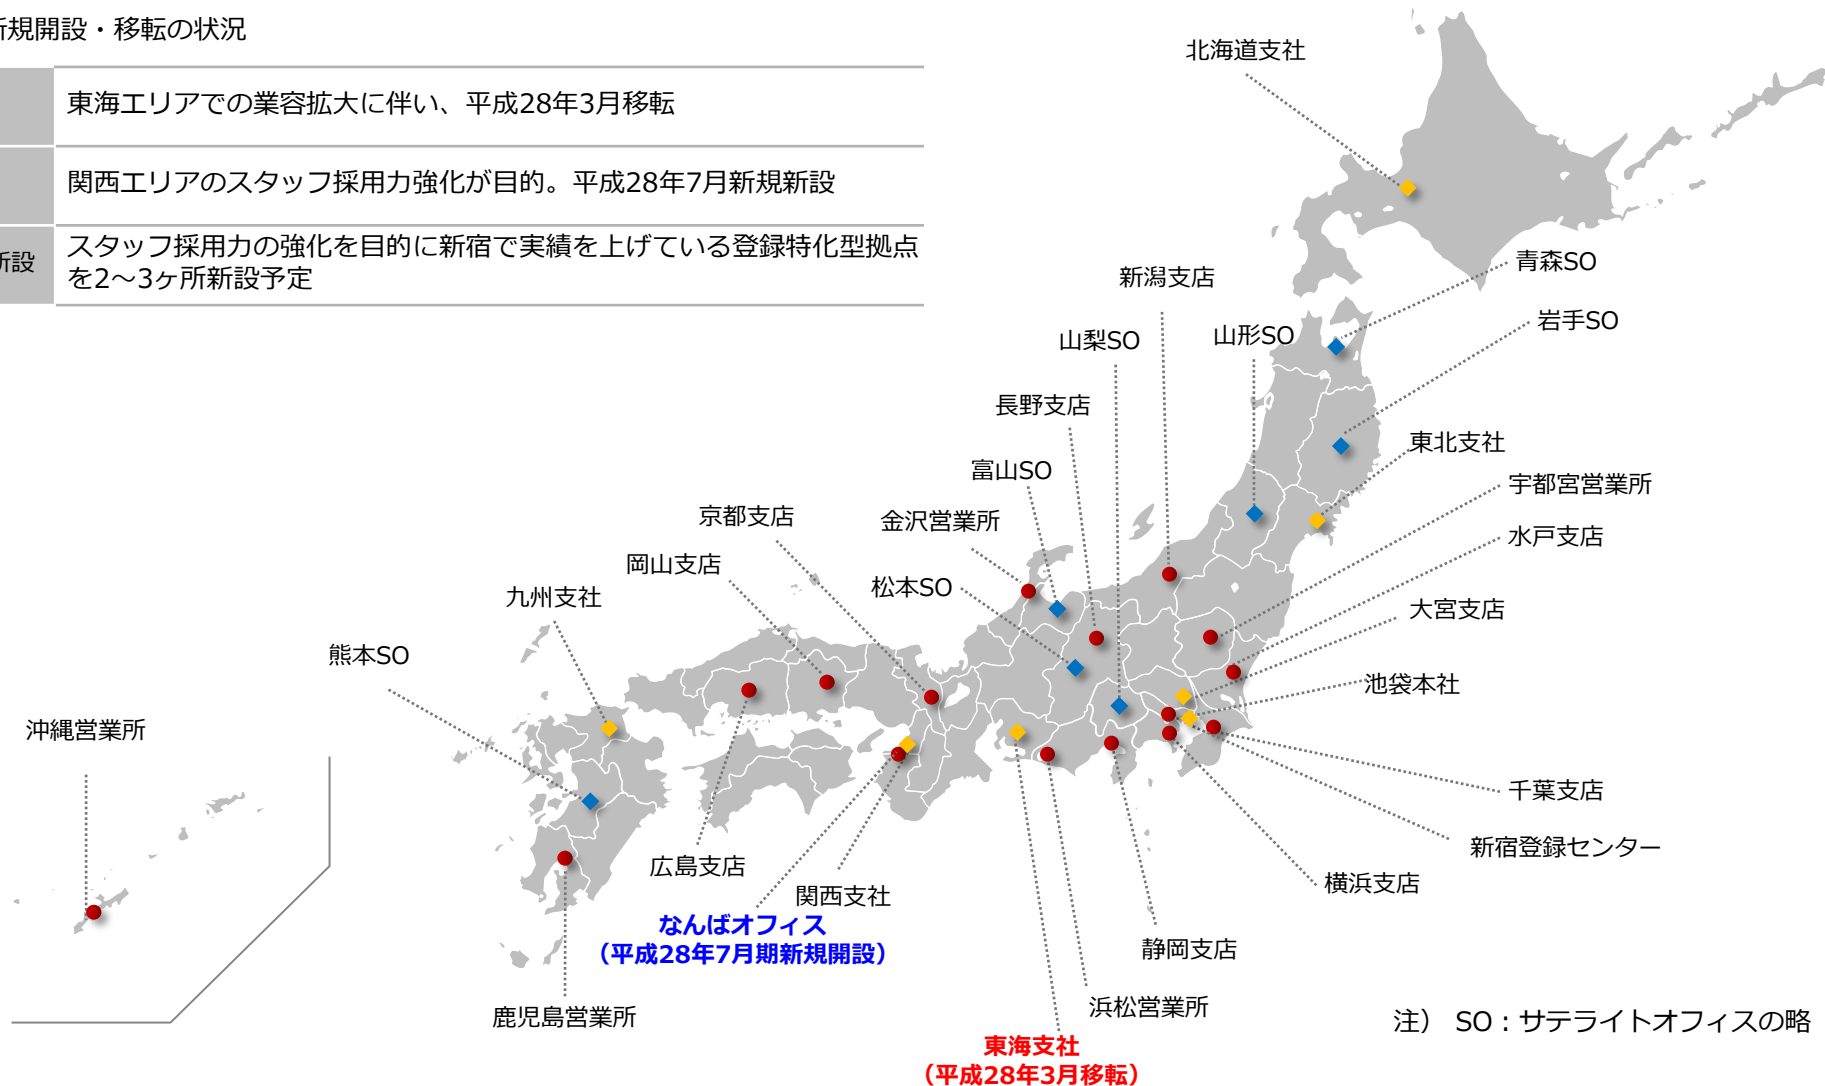 新規開設・移転の状況
東海エリアでの業容拡大に伴い、平成28年3月移転
関西エリアのスタッフ採用力強化が目的。平成28年7月新規新設
新設
スタッフ採用力の強化を目的に新宿で実績を上げている登録特化型拠点
を2～3ヶ所新設予定
北海道支社
青森SO
新潟支店
岩手SO
山梨SO
山形SO
長野支店
東北支社
富山SO
宇都宮営業所
京都支店
金沢営業所
水戸支店
岡山支店
松本SO
九州支社
大宮支店
熊本SO
池袋本社
沖縄営業所
千葉支店
新宿登録センター
広島支店
横浜支店
関西支社
なんばオフィス
（平成28年7月期新規開設）
静岡支店
浜松営業所
鹿児島営業所
東海支社
（平成28年3月移転）
注） SO：サテライトオフィスの略